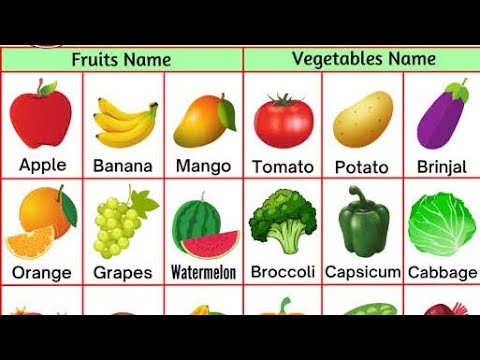 Fruits Name Vegetables Name
Apple Banana Mango Tomato Potato Brinjal
Orange Grapes Watermelon Broccoli Capsicum Cabbage